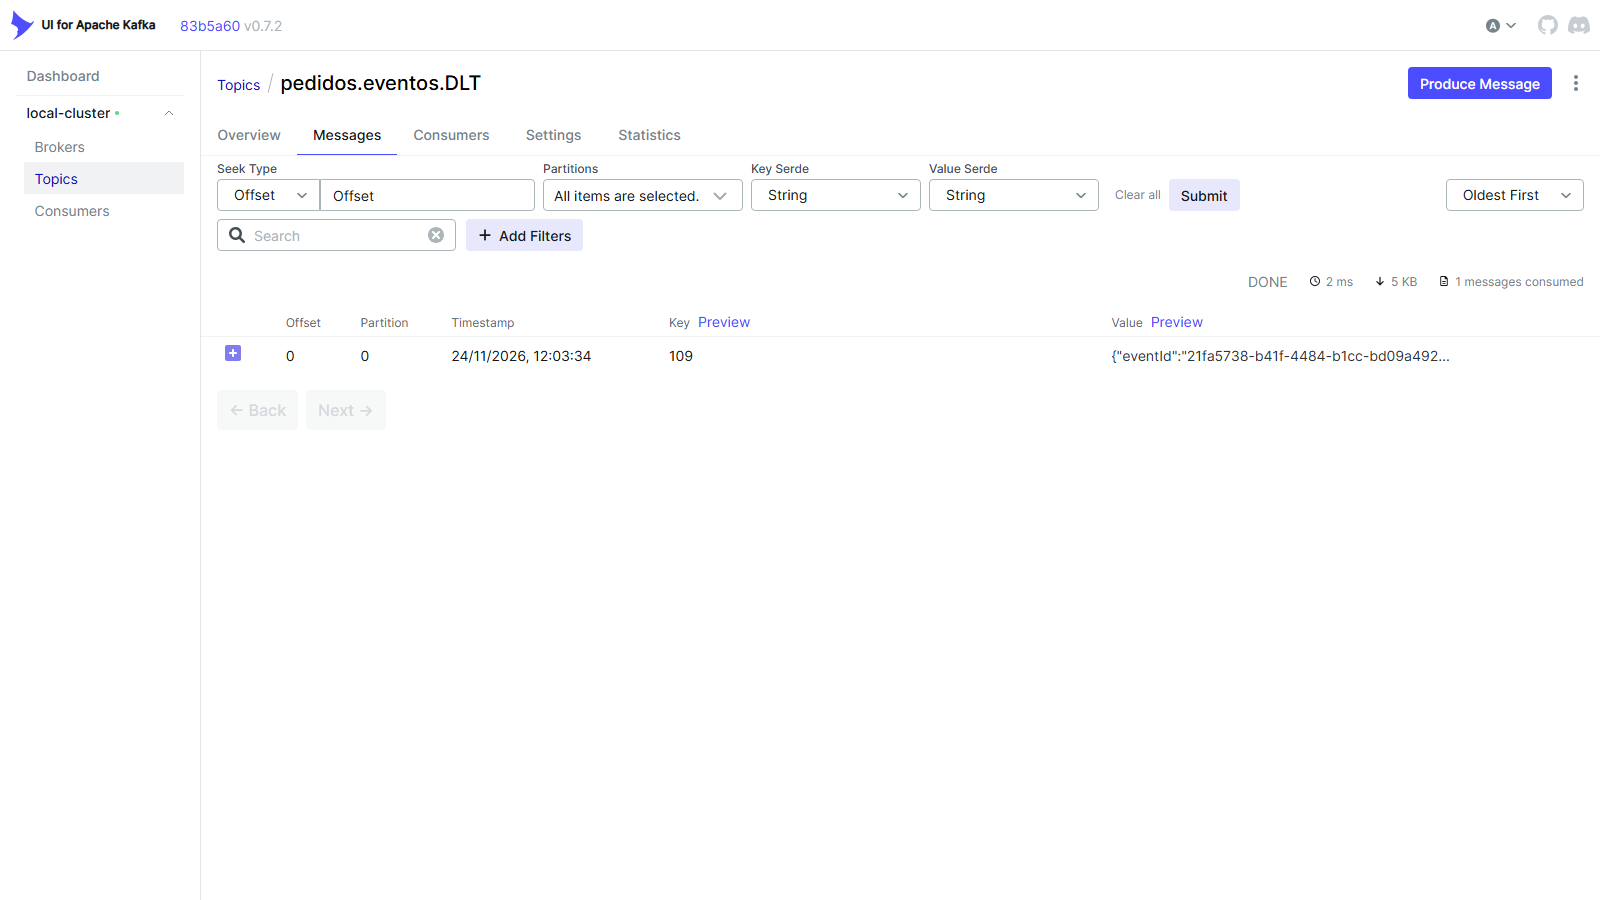 UI for Apache Kafka 83b5a60 v0.7.2 A
Dashboard
local-cluster
Brokers
Topics
Consumers
Topics / pedidos.eventos.DLT
Produce Message
Overview Messages Consumers Settings Statistics
Seek Type Partitions Key Serde Value Serde
Offset Offset All items are selected. String String Clear all Submit Oldest First
Search Add Filters
DONE 2 ms 5 KB 1 messages consumed
Offset Partition Timestamp Key Preview Value Preview
0 0 24/11/2026, 12:03:34 109 {"eventId":"21fa5738-b41f-4484-b1cc-bd09a492...
← Back Next →